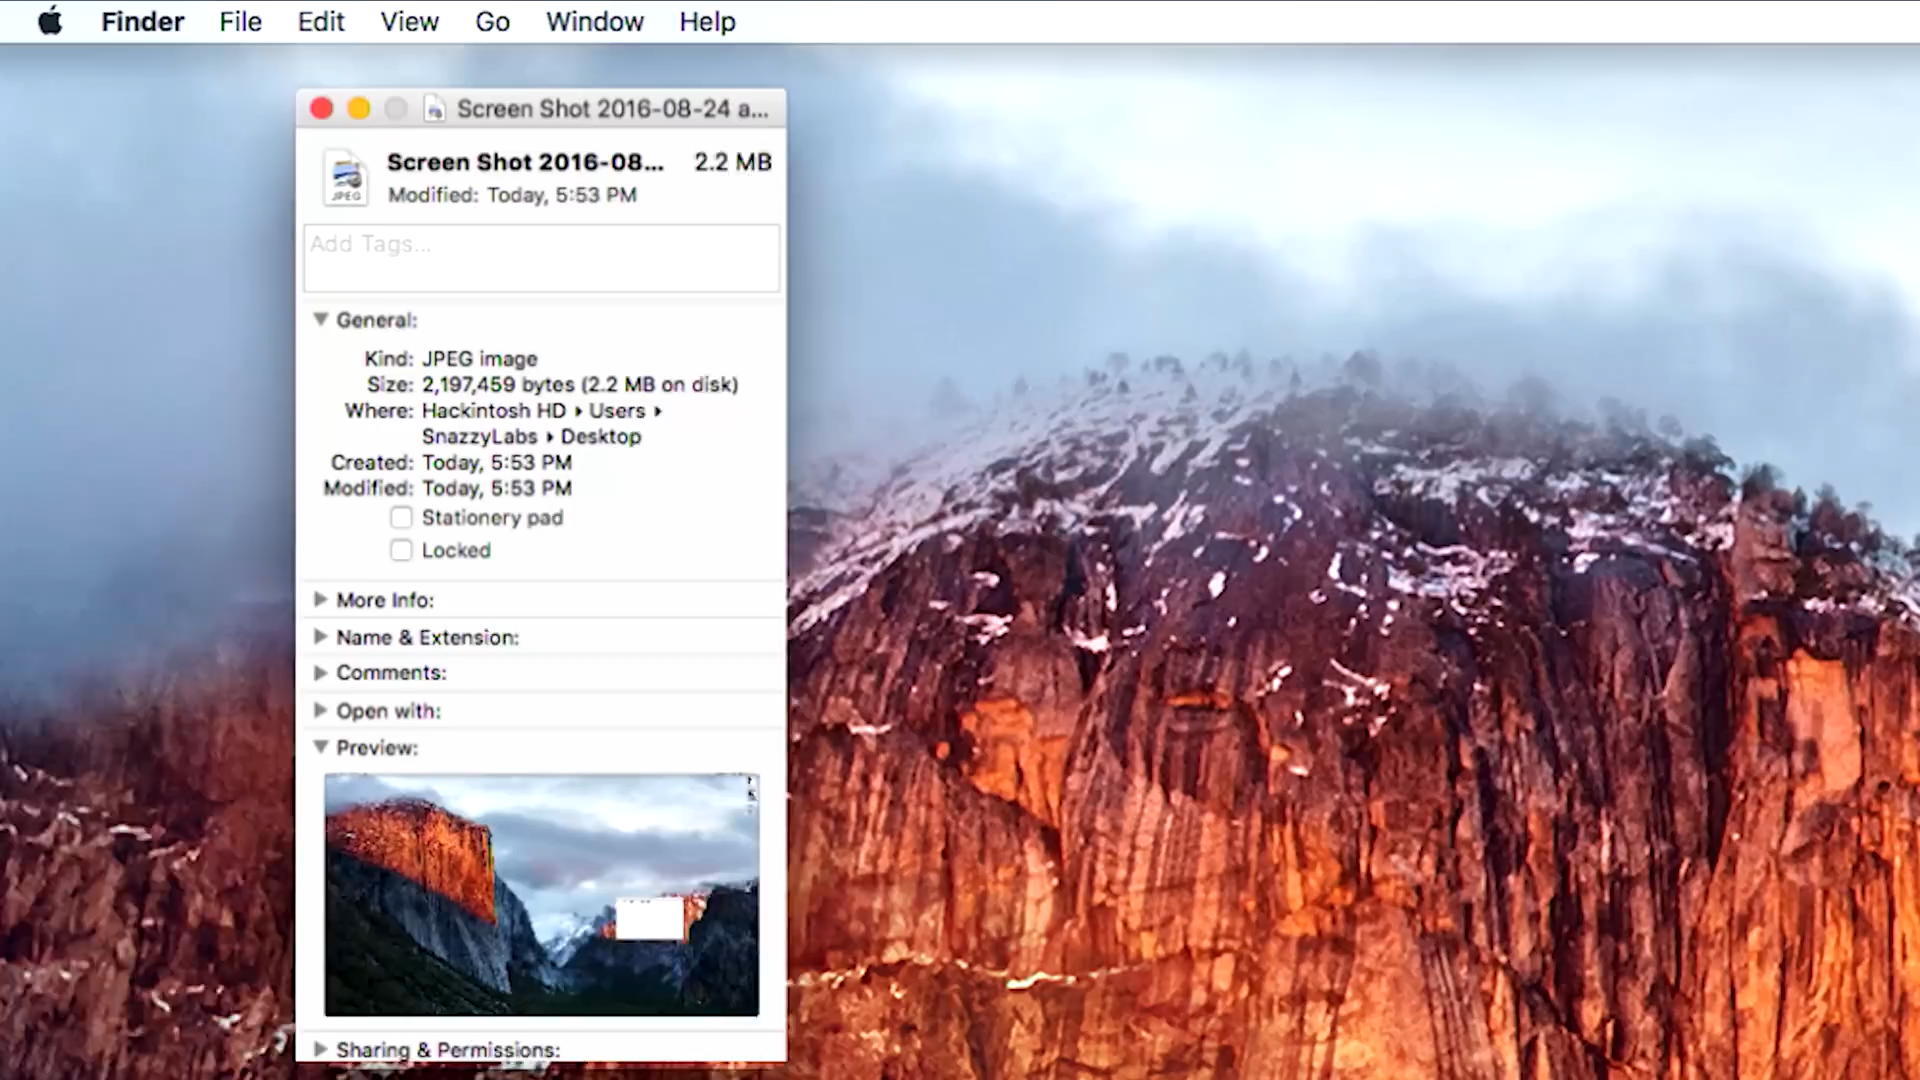 Finder File Edit View Go Window Help
Screen Shot 2016-08-24 a...
Screen Shot 2016-08... 2.2 MB
JPEG
Modified: Today, 5:53 PM
Add Tags...
General:
Kind: JPEG image
Size: 2,197,459 bytes (2.2 MB on disk)
Where: Hackintosh HD ▸ Users ▸
SnazzyLabs ▸ Desktop
Created: Today, 5:53 PM
Modified: Today, 5:53 PM
Stationery pad
Locked
More Info:
Name & Extension:
Comments:
Open with:
Preview:
Sharing & Permissions: